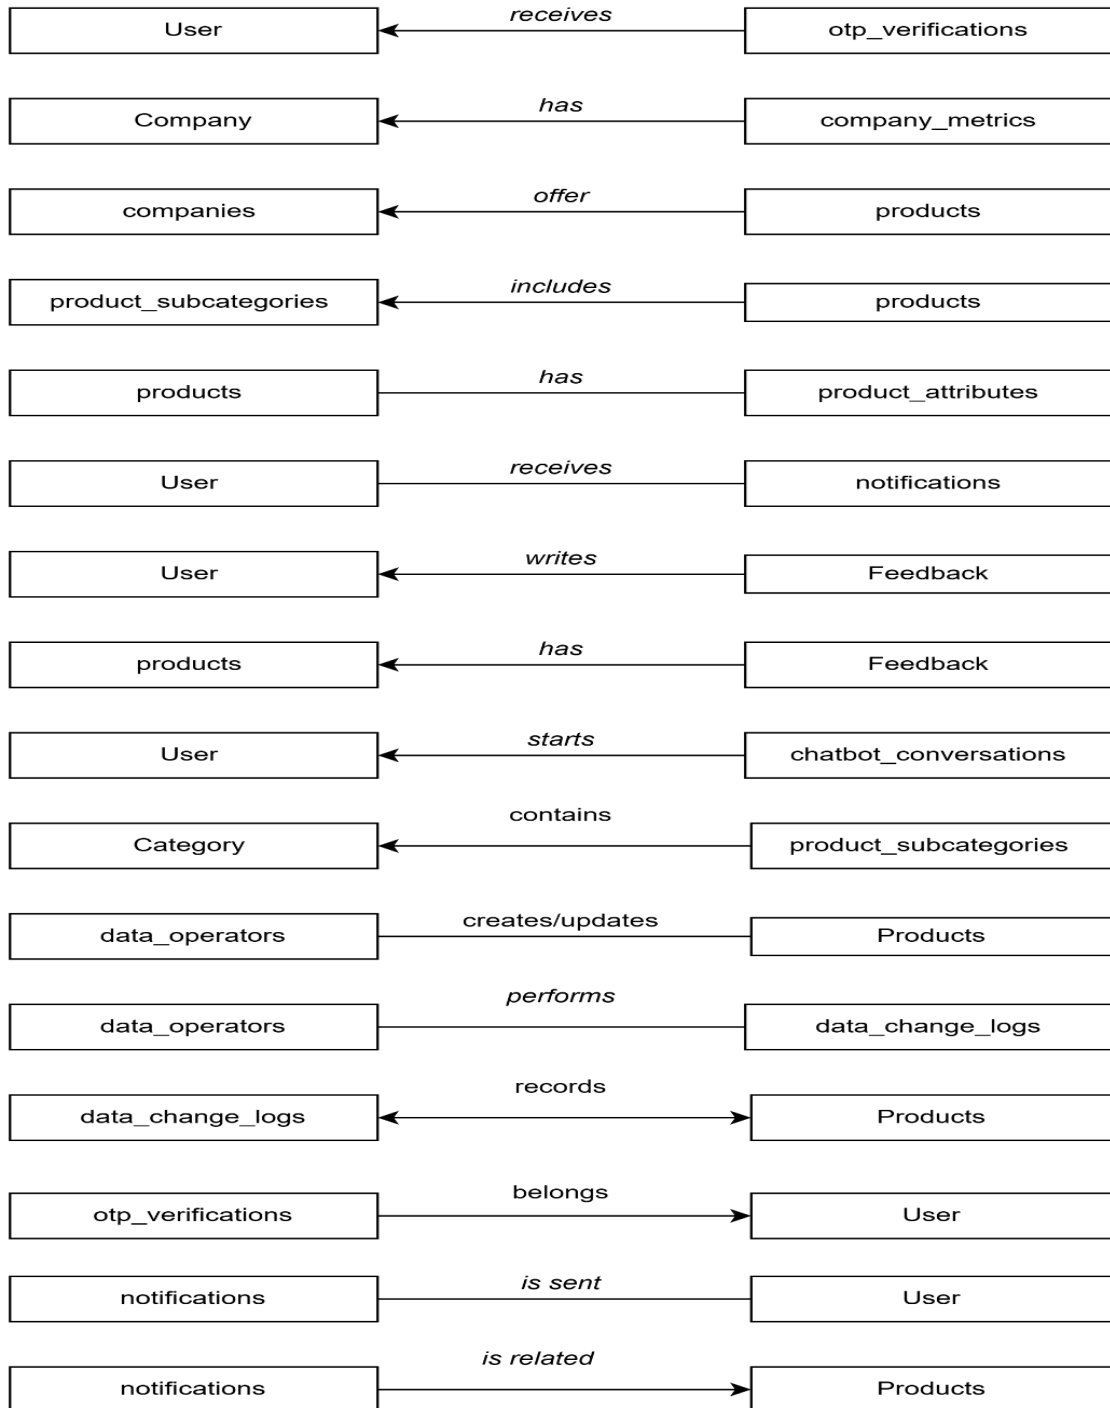 User receives otp_verifications
Company has company_metrics
companies offer products
product_subcategories includes products
products has product_attributes
User receives notifications
User writes Feedback
products has Feedback
User starts chatbot_conversations
Category contains product_subcategories
data_operators creates/updates Products
data_operators performs data_change_logs
data_change_logs records Products
otp_verifications belongs User
notifications is sent User
notifications is related Products